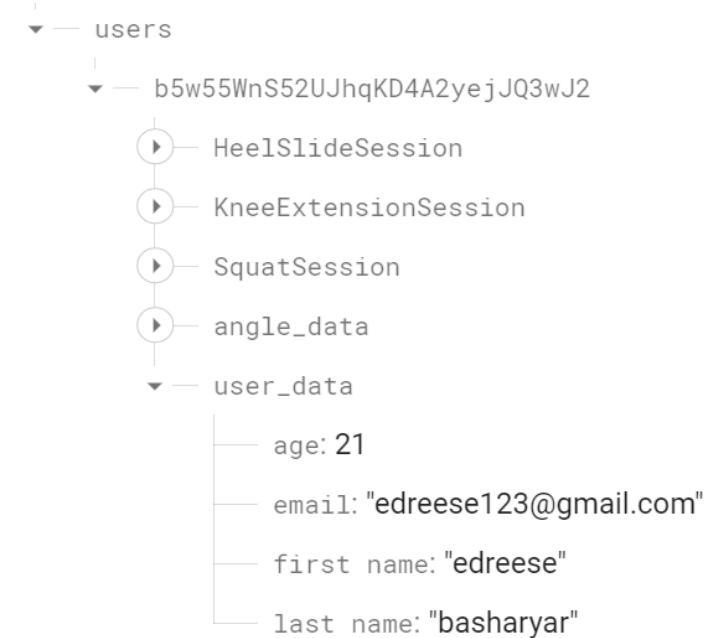 users
b5w55WnS52UJhqKD4A2yejJQ3wJ2
HeelSlideSession
KneeExtensionSession
SquatSession
angle_data
user_data
age: 21
email: "edreese123@gmail.com"
first name: "edreese"
last name: "basharyar"